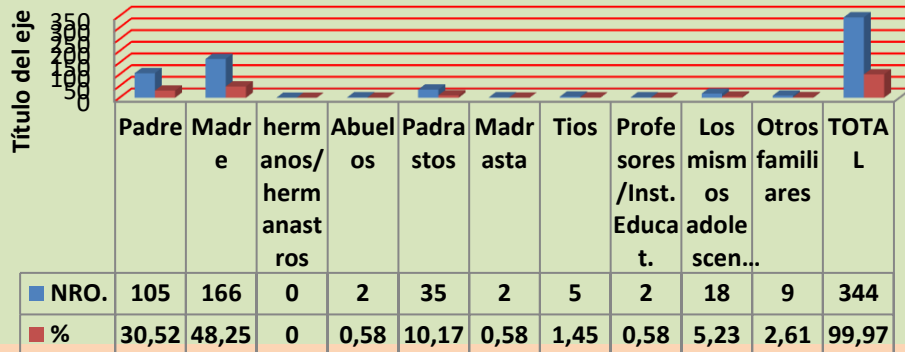 Título del eje
350
300
250
200
150
100
50
0
Padre Madr Abuel Padra Madr Tios Profe Los Otros TOTA
herm
e anos/ os stos asta sores mism famili L
herm /Inst. os ares
anast Educa adole
ros t. scen...
NRO. 105 166 0 2 35 2 5 2 18 9 344
% 30,52 48,25 0 0,58 10,17 0,58 1,45 0,58 5,23 2,61 99,97